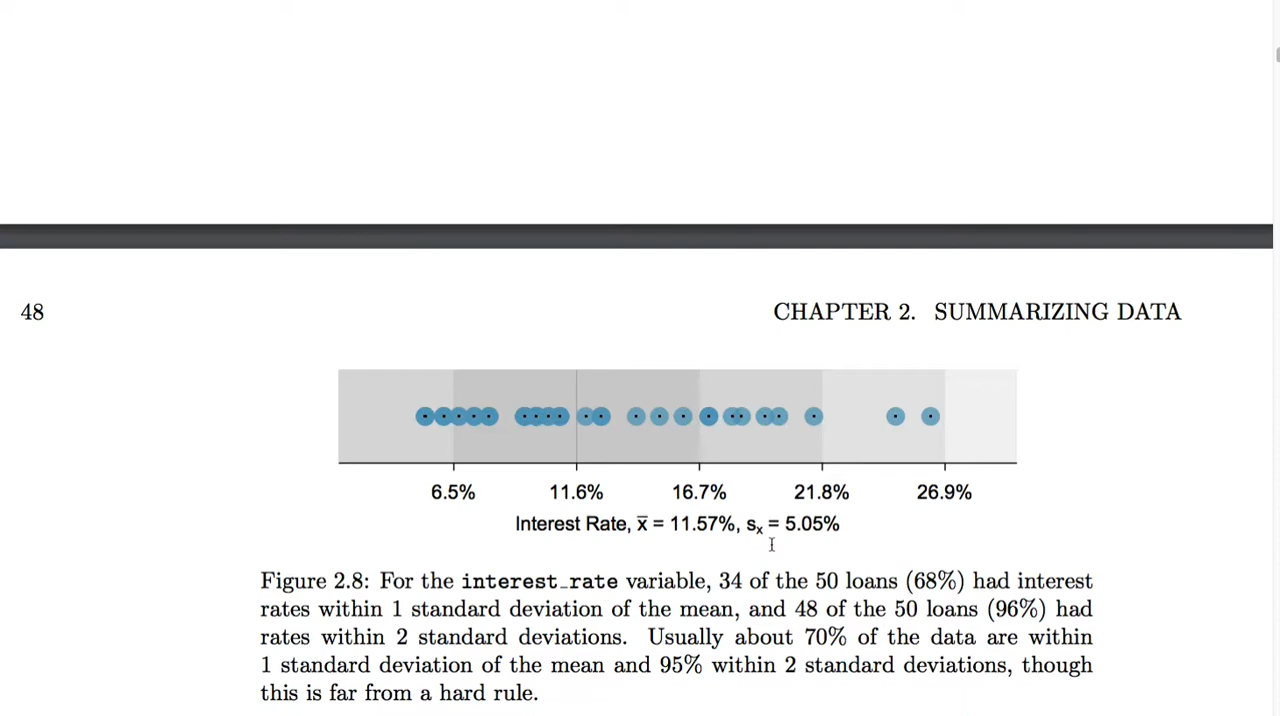 48
CHAPTER 2. SUMMARIZING DATA
6.5% 11.6% 16.7% 21.8% 26.9%
Interest Rate, x̅ = 11.57%, sₓ = 5.05%
Figure 2.8: For the interest_rate variable, 34 of the 50 loans (68%) had interest
rates within 1 standard deviation of the mean, and 48 of the 50 loans (96%) had
rates within 2 standard deviations. Usually about 70% of the data are within
1 standard deviation of the mean and 95% within 2 standard deviations, though
this is far from a hard rule.